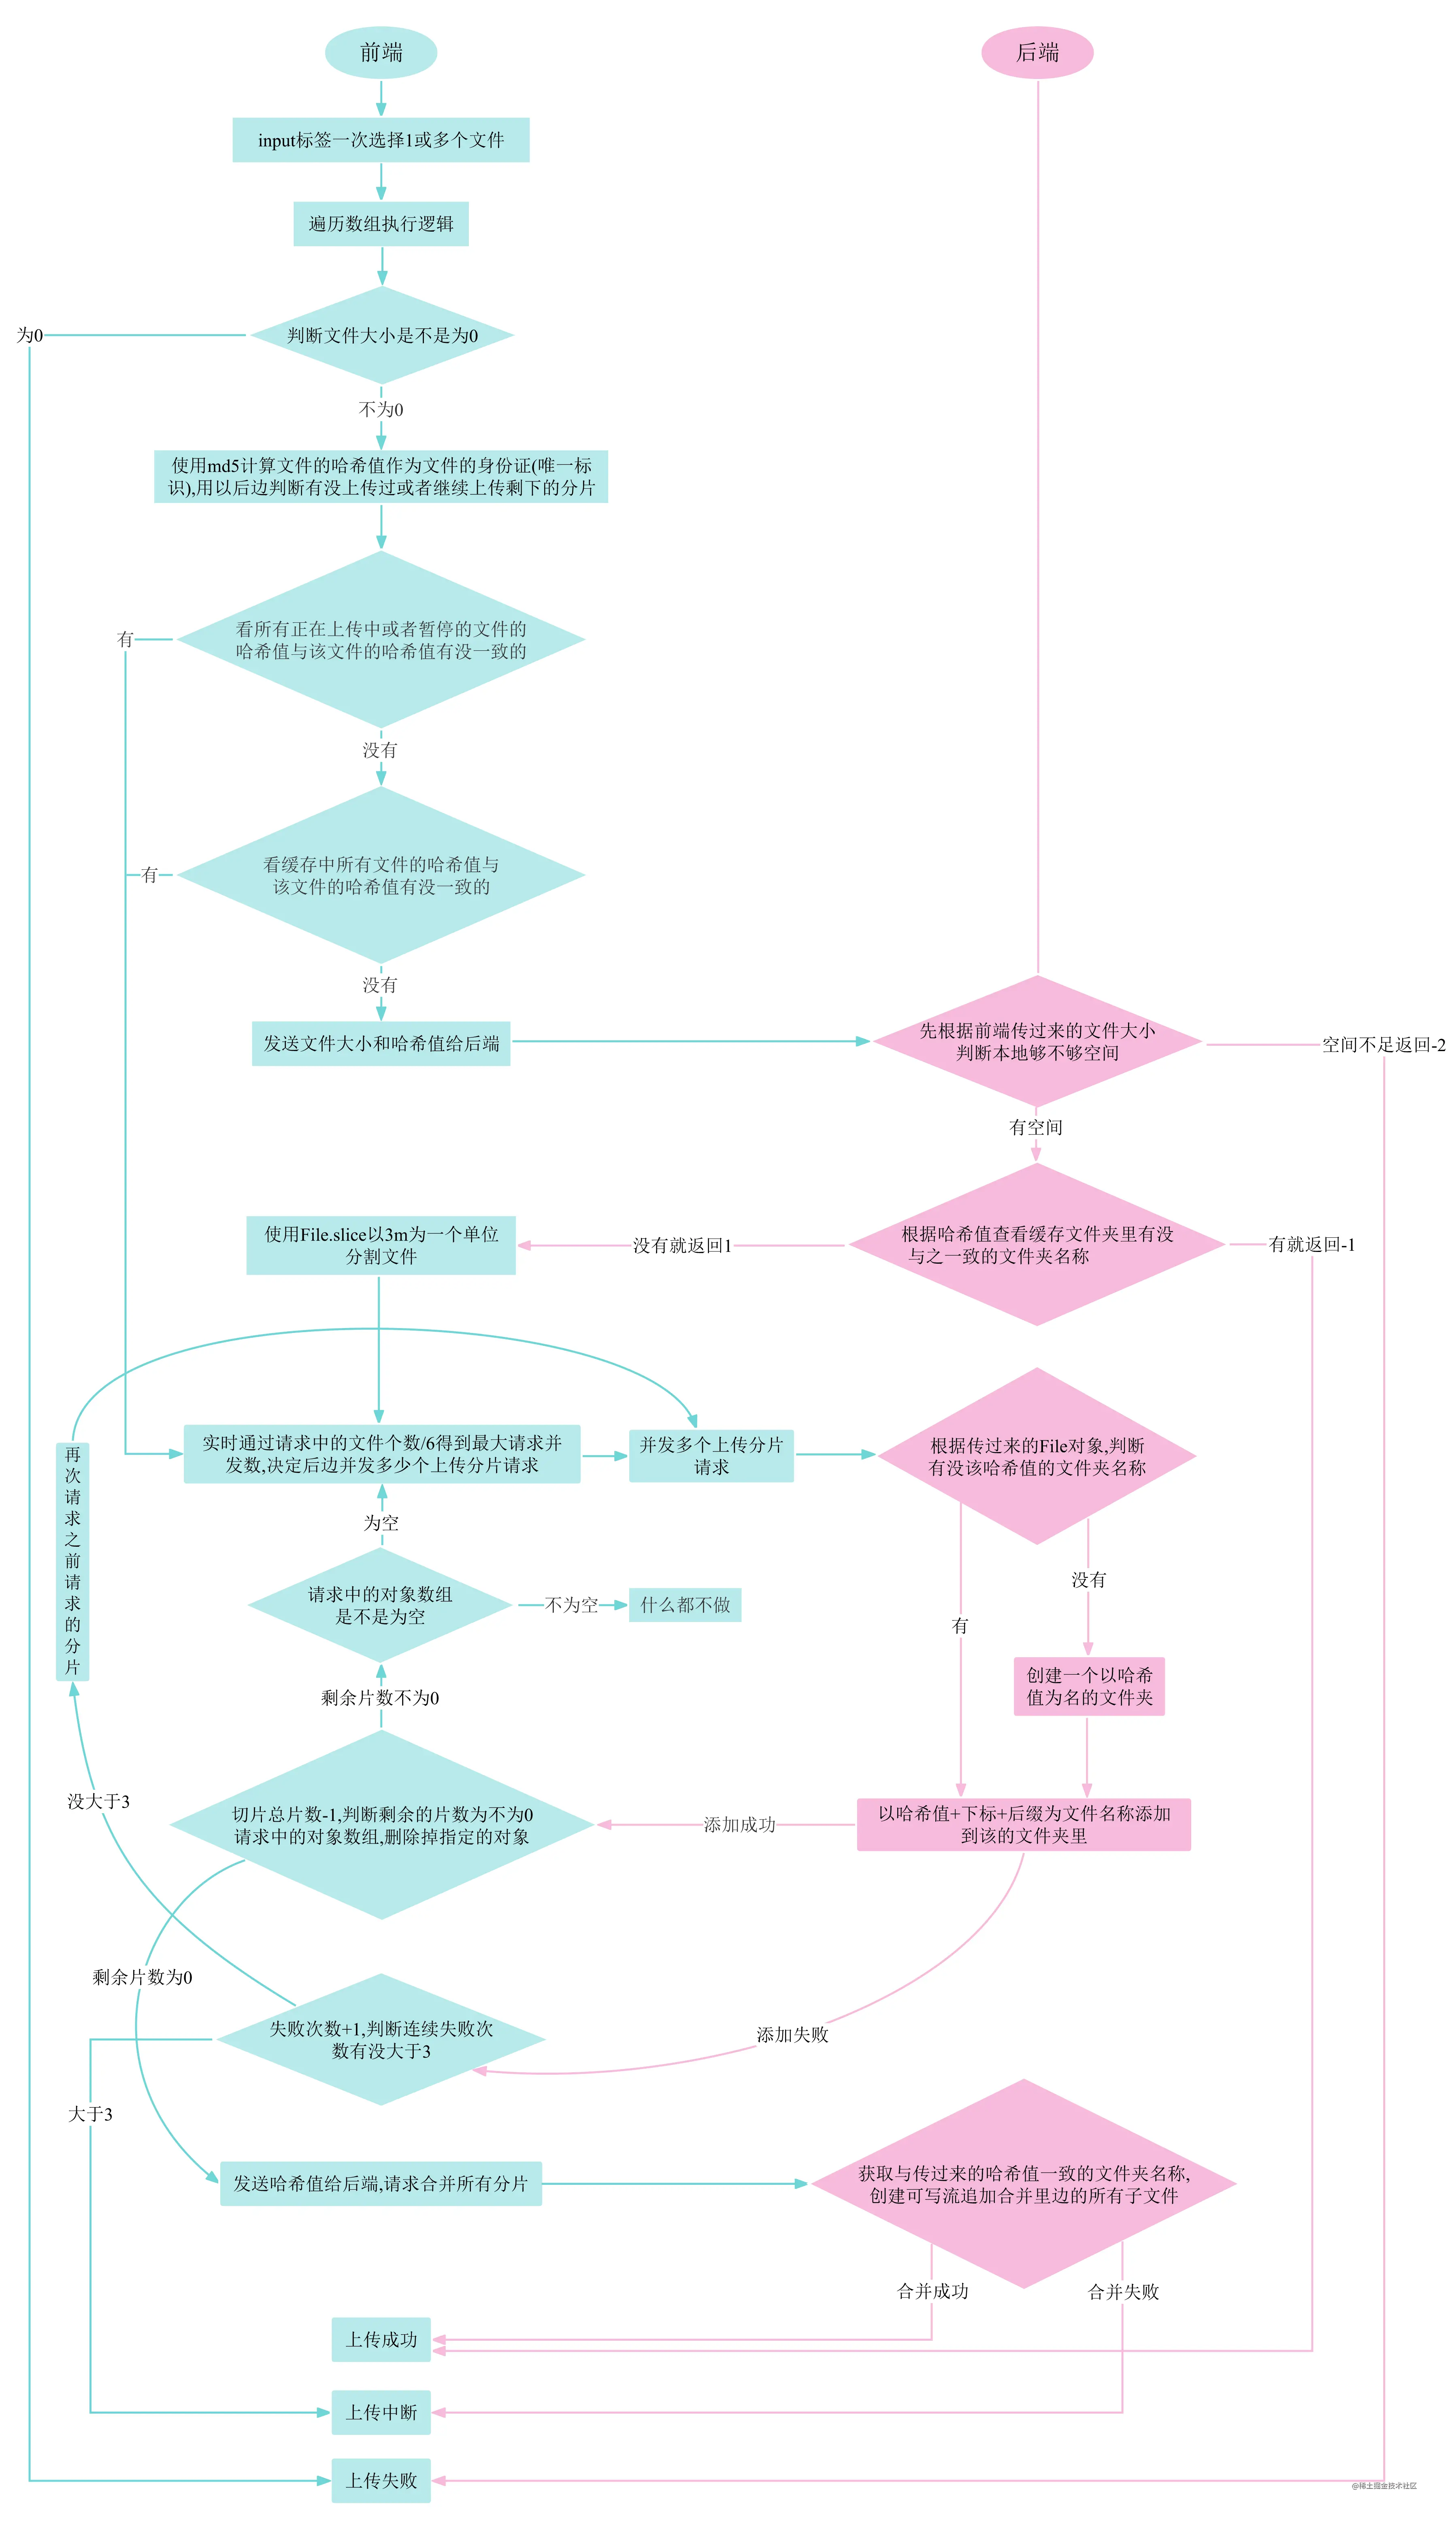 前端
后端
input标签一次选择1或多个文件
遍历数组执行逻辑
判断文件大小是不是为0
为0
不为0
使用md5计算文件的哈希值作为文件的身份证(唯一标
识),用以后边判断有没上传过或者继续上传剩下的分片
看所有正在上传中或者暂停的文件的
哈希值与该文件的哈希值有没一致的
有
没有
看缓存中所有文件的哈希值与
该文件的哈希值有没一致的
有
没有
发送文件大小和哈希值给后端
先根据前端传过来的文件大小
判断本地够不够空间
空间不足返回-2
有空间
根据哈希值查看缓存文件夹里有没
与之一致的文件夹名称
有就返回-1
没有就返回1
使用File.slice以3m为一个单位
分割文件
实时通过请求中的文件个数/6得到最大请求并
发数,决定后边并发多少个上传分片请求
并发多个上传分片
请求
根据传过来的File对象,判断
有没该哈希值的文件夹名称
再
次
请
求
之
前
请
求
的
分
片
为空
请求中的对象数组
是不是为空
不为空
什么都不做
没有
有
创建一个以哈希
值为名的文件夹
剩余片数不为0
没大于3
切片总片数-1,判断剩余的片数为不为0
请求中的对象数组,删除掉指定的对象
添加成功
以哈希值+下标+后缀为文件名称添加
到该的文件夹里
剩余片数为0
失败次数+1,判断连续失败次
数有没大于3
添加失败
大于3
发送哈希值给后端,请求合并所有分片
获取与传过来的哈希值一致的文件夹名称,
创建可写流追加合并里边的所有子文件
合并成功
合并失败
上传成功
上传中断
上传失败
@稀土掘金技术社区